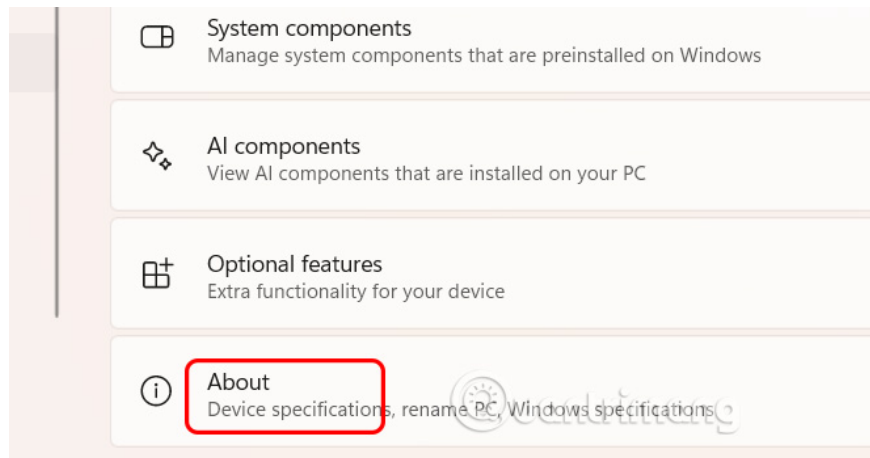 System components
Manage system components that are preinstalled on Windows
AI components
View AI components that are installed on your PC
Optional features
Extra functionality for your device
About
Device specifications, rename PC, Windows specifications
uantrimang